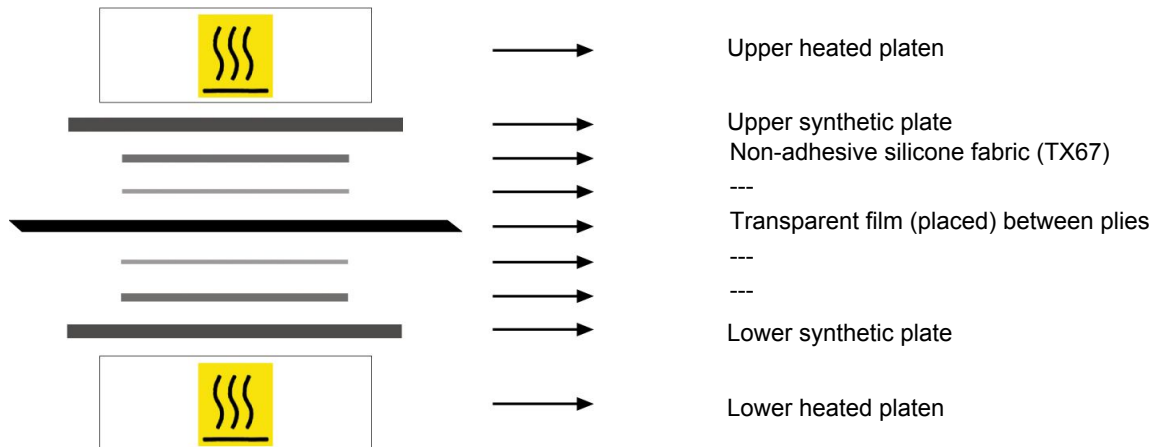 Upper heated platen
Upper synthetic plate
Non-adhesive silicone fabric (TX67)
---
Transparent film (placed) between plies
---
---
Lower synthetic plate
Lower heated platen